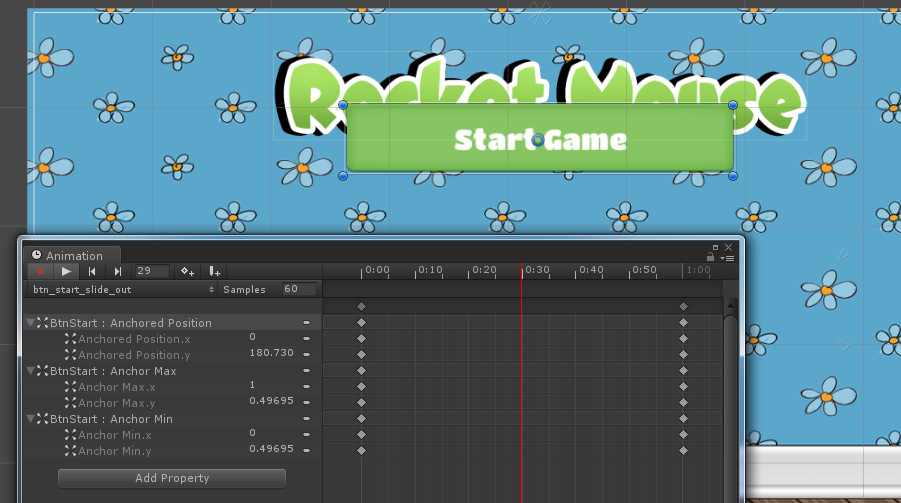 Rocket Mouse
Start Game
Animation
29
0:00 0:10 0:20 0:30 0:40 0:50 1:00
btn_start_slide_out Samples 60
BtnStart : Anchored Position
Anchored Position.x 0
Anchored Position.y 180.730
BtnStart : Anchor Max
Anchor Max.x 1
Anchor Max.y 0.49695
BtnStart : Anchor Min
Anchor Min.x 0
Anchor Min.y 0.49695
Add Property